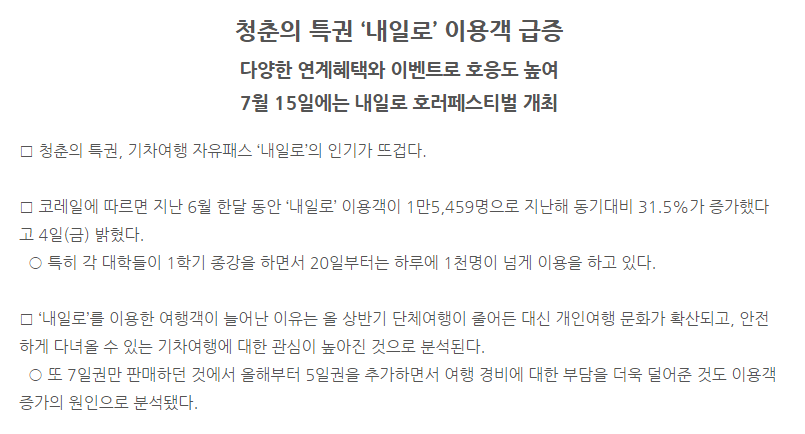 청춘의 특권 ‘내일로’ 이용객 급증
다양한 연계혜택와 이벤트로 호응도 높여
7월 15일에는 내일로 호러페스티벌 개최
□ 청춘의 특권, 기차여행 자유패스 ‘내일로’의 인기가 뜨겁다.
□ 코레일에 따르면 지난 6월 한달 동안 ‘내일로’ 이용객이 1만5,459명으로 지난해 동기대비 31.5%가 증가했다
고 4일(금) 밝혔다.
○ 특히 각 대학들이 1학기 종강을 하면서 20일부터는 하루에 1천명이 넘게 이용을 하고 있다.
□ ‘내일로’를 이용한 여행객이 늘어난 이유는 올 상반기 단체여행이 줄어든 대신 개인여행 문화가 확산되고, 안전
하게 다녀올 수 있는 기차여행에 대한 관심이 높아진 것으로 분석된다.
○ 또 7일권만 판매하던 것에서 올해부터 5일권을 추가하면서 여행 경비에 대한 부담을 더욱 덜어준 것도 이용객
증가의 원인으로 분석됐다.